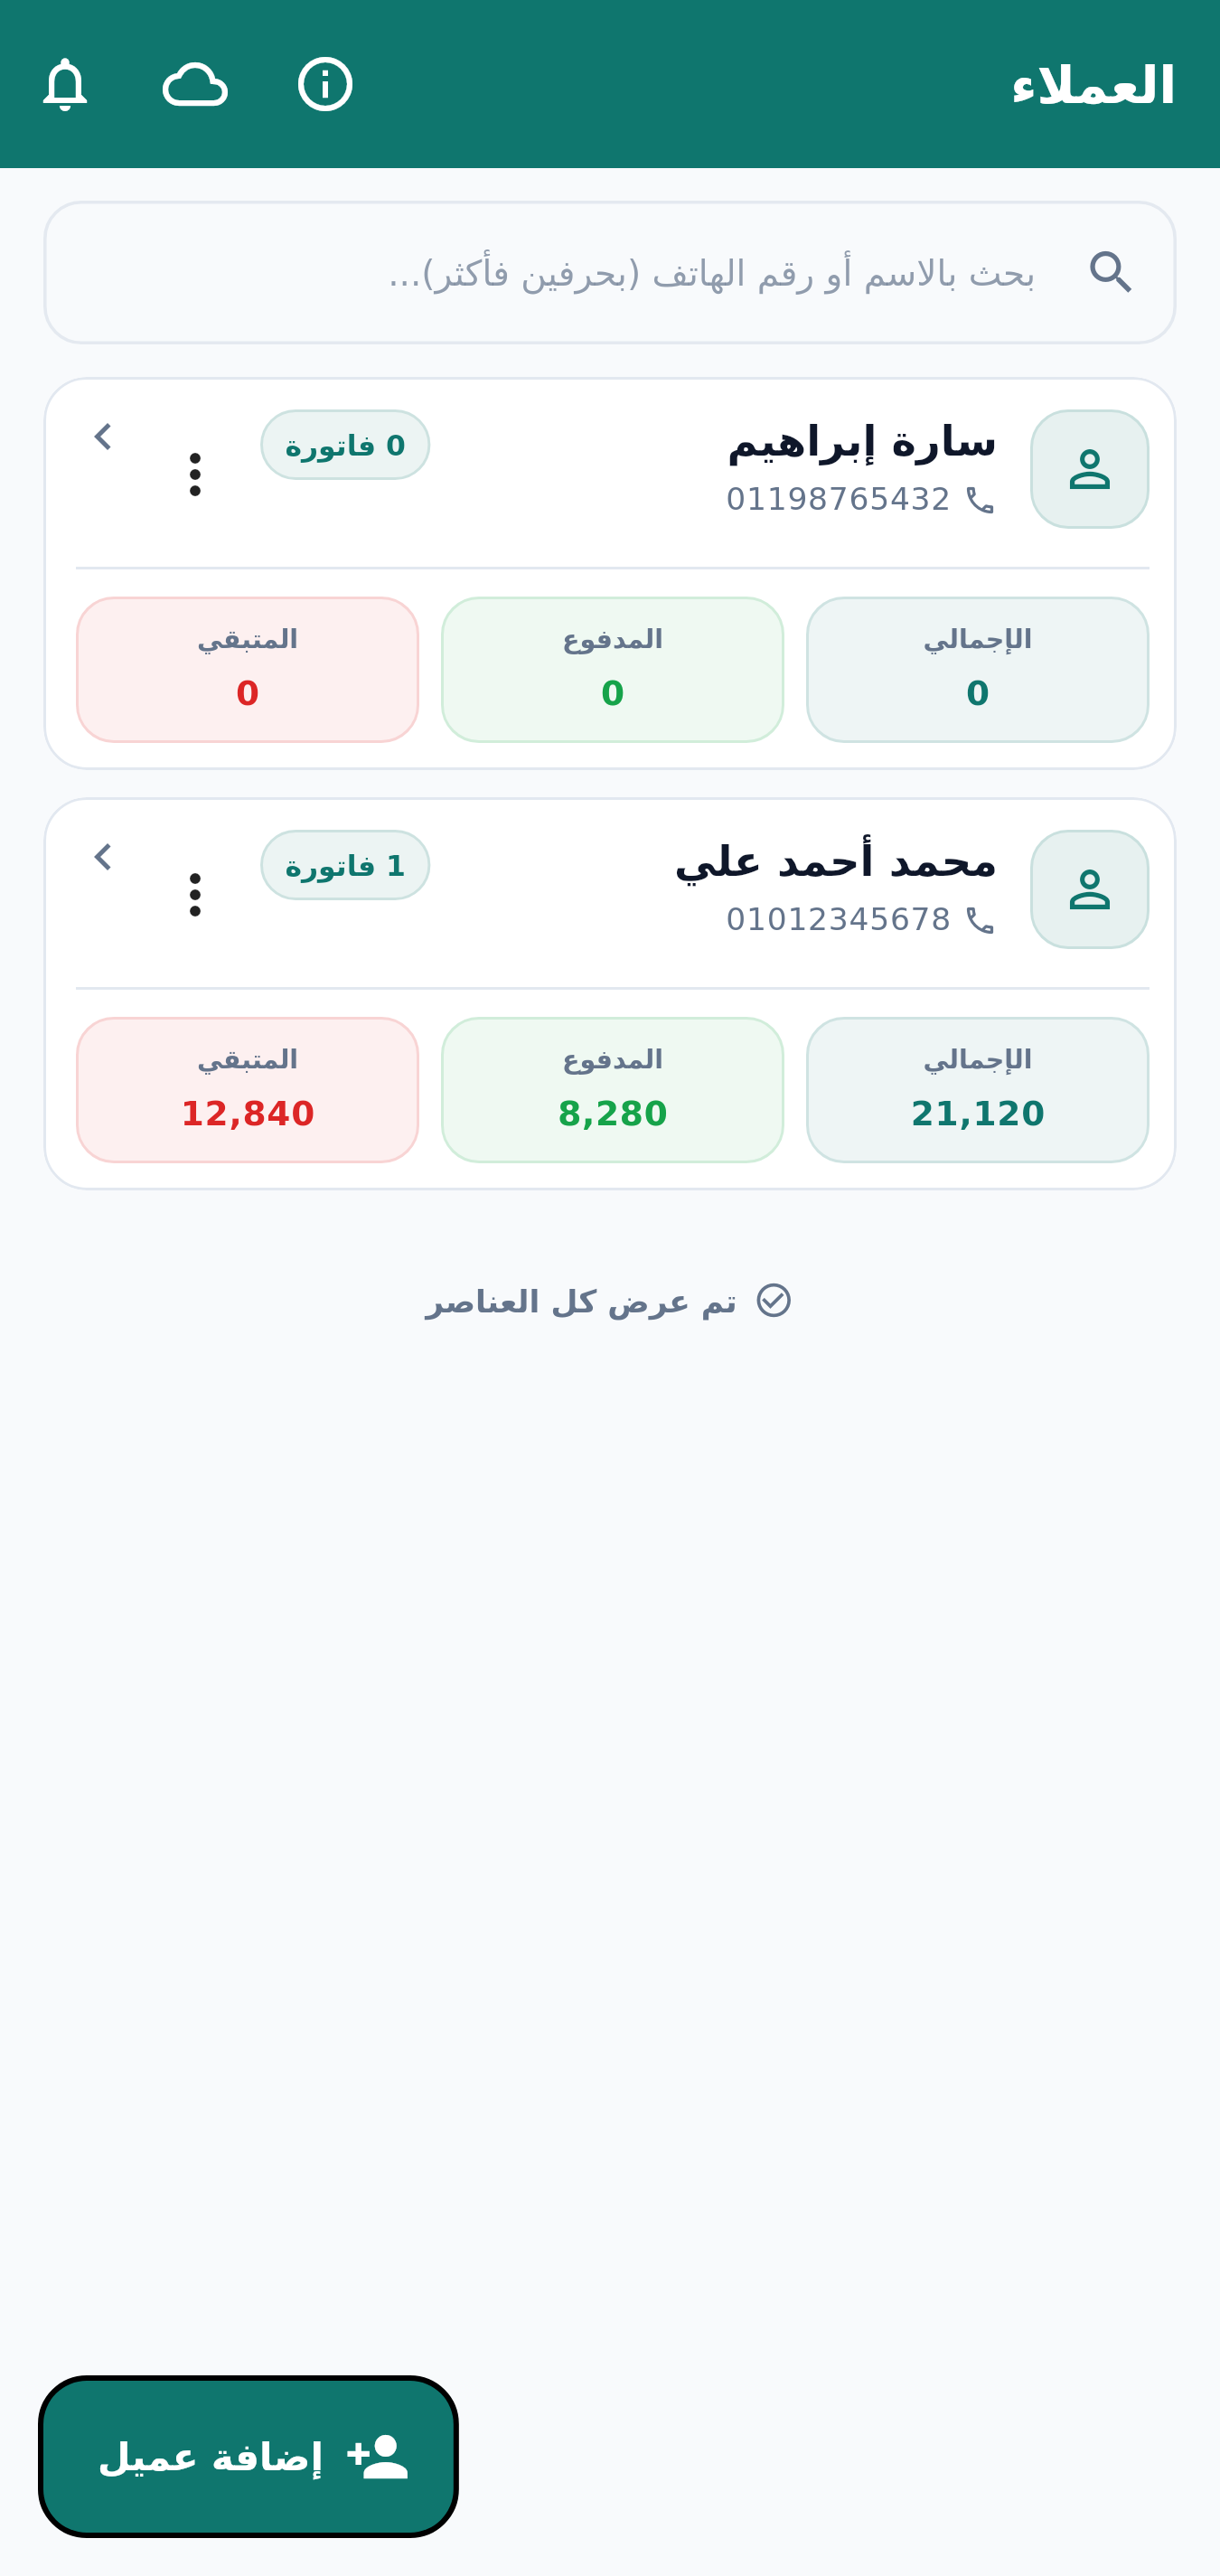 العملاء
بحث بالاسم أو رقم الهاتف (بحرفين فأكثر)...
سارة إبراهيم
0 فاتورة
01198765432
الإجمالي
المدفوع
المتبقي
0
0
0
محمد أحمد علي
1 فاتورة
01012345678
الإجمالي
المدفوع
المتبقي
21,120
8,280
12,840
تم عرض كل العناصر
إضافة عميل